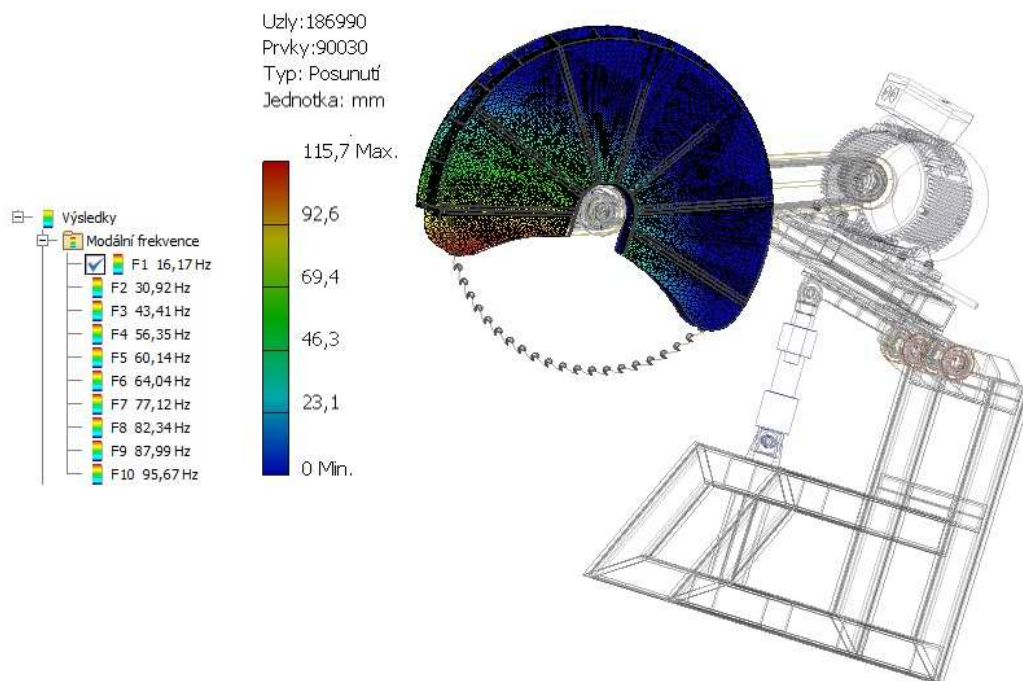 Uzly:186990
Prvky:90030
Typ: Posunutí
Jednotka: mm
115,7 Max.
92,6
69,4
46,3
23,1
0 Min.
Výsledky
Modální frekvence
F1 16,17 Hz
F2 30,92 Hz
F3 43,41 Hz
F4 56,35 Hz
F5 60,14 Hz
F6 64,04 Hz
F7 77,12 Hz
F8 82,34 Hz
F9 87,99 Hz
F10 95,67 Hz